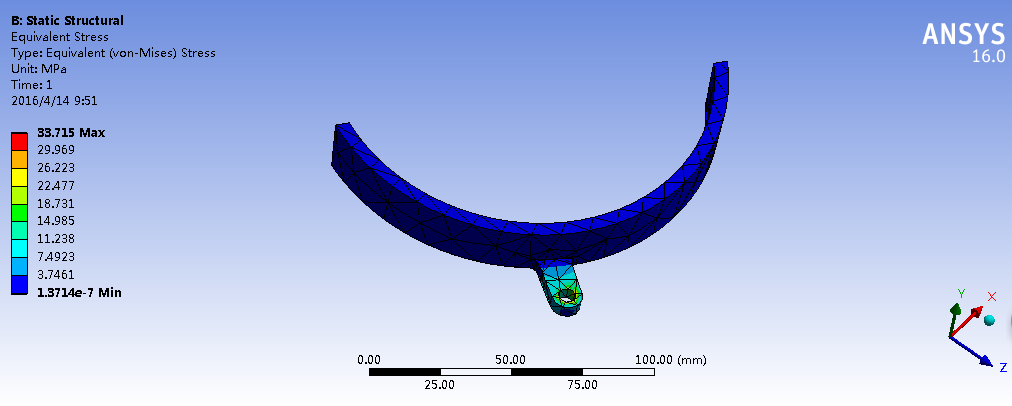 B: Static Structural
Equivalent Stress
Type: Equivalent (von-Mises) Stress
Unit: MPa
Time: 1
2016/4/14 9:51
ANSYS
16.0
33.715 Max
29.969
26.223
22.477
18.731
14.985
11.238
7.4923
3.7461
1.3714e-7 Min
0.00 50.00 100.00 (mm)
25.00 75.00
Y
X
Z